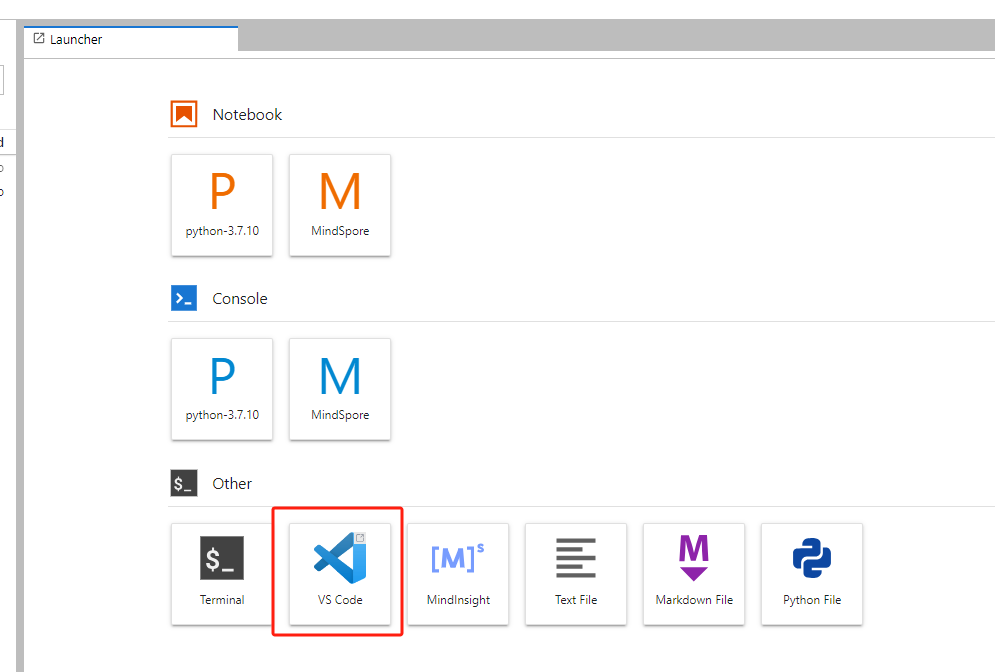 Launcher
d
Notebook
P
M
python-3.7.10
MindSpore
>_
Console
P
M
python-3.7.10
MindSpore
$_
Other
$_
[M]s
M
Terminal
VS Code
MindInsight
Text File
Markdown File
Python File